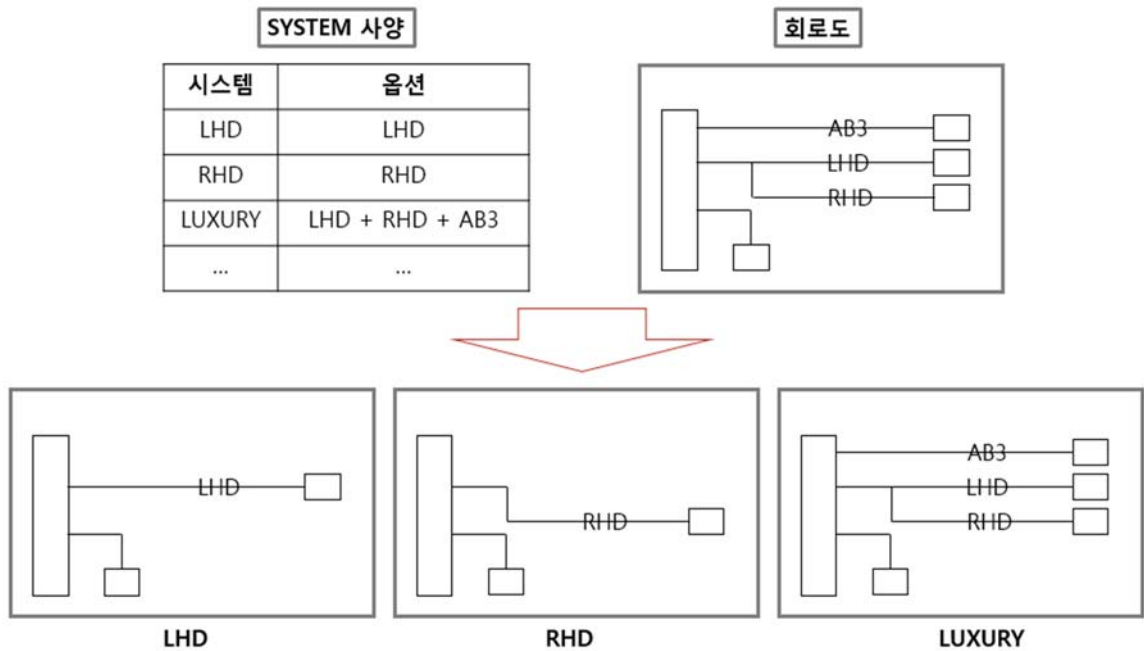 SYSTEM 사양
회로도
시스템 옵션
LHD LHD
RHD RHD
LUXURY LHD + RHD + AB3
... ...
AB3
LHD
RHD
LHD
RHD
AB3
LHD
RHD
LHD
RHD
LUXURY